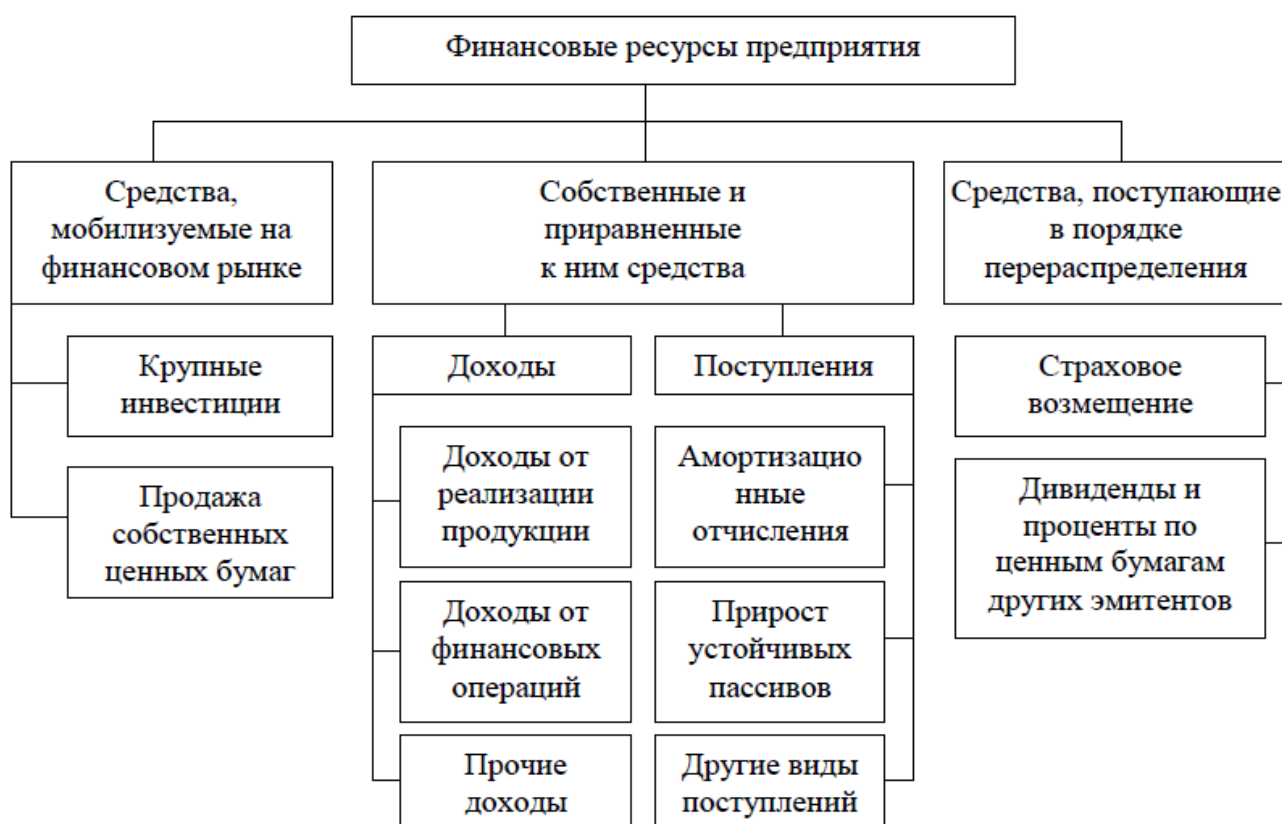 Финансовые ресурсы предприятия
Средства,
мобилизуемые на
финансовом рынке
Собственные и
приравненные
к ним средства
Средства, поступающие
в порядке
перераспределения
Крупные
инвестиции
Продажа
собственных
ценных бумаг
Доходы
Доходы от
реализации
продукции
Доходы от
финансовых
операций
Прочие
доходы
Поступления
Амортизацио
нные
отчисления
Прирост
устойчивых
пассивов
Другие виды
поступлений
Страховое
возмещение
Дивиденды и
проценты по
ценным бумагам
других эмитентов